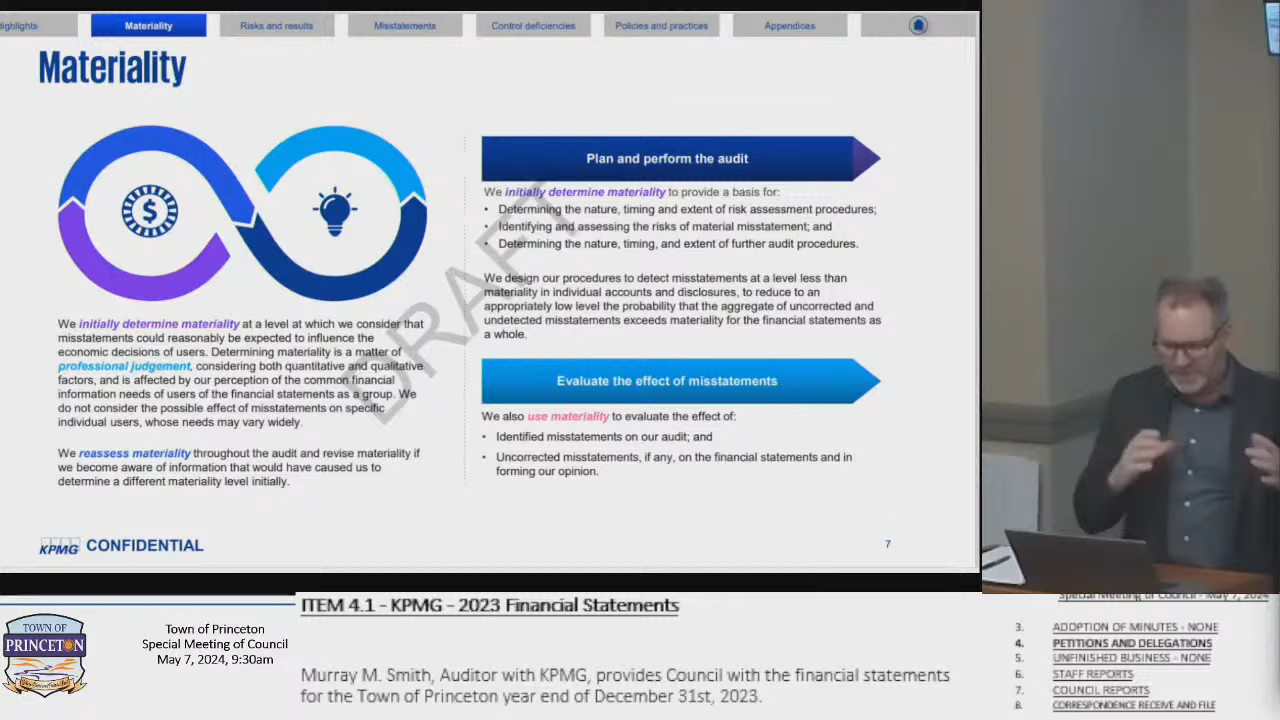 Highlights
Materiality
Risks and results
Misstatements
Control deficiencies
Policies and practices
Appendices
Materiality
We initially determine materiality at a level at which we consider that
misstatements could reasonably be expected to influence the
economic decisions of users. Determining materiality is a matter of
professional judgement, considering both quantitative and qualitative
factors, and is affected by our perception of the common financial
information needs of users of the financial statements as a group. We
do not consider the possible effect of misstatements on specific
individual users, whose needs may vary widely.
We reassess materiality throughout the audit and revise materiality if
we become aware of information that would have caused us to
determine a different materiality level initially.
Plan and perform the audit
We initially determine materiality to provide a basis for:
• Determining the nature, timing and extent of risk assessment procedures;
• Identifying and assessing the risks of material misstatement; and
• Determining the nature, timing, and extent of further audit procedures.
We design our procedures to detect misstatements at a level less than
materiality in individual accounts and disclosures, to reduce to an
appropriately low level the probability that the aggregate of uncorrected and
undetected misstatements exceeds materiality for the financial statements as
a whole.
Evaluate the effect of misstatements
We also use materiality to evaluate the effect of:
• Identified misstatements on our audit; and
• Uncorrected misstatements, if any, on the financial statements and in
forming our opinion.
DRAFT
KPMG CONFIDENTIAL
7
TOWN OF
PRINCETON
Town of Princeton
Special Meeting of Council
May 7, 2024, 9:30am
ITEM 4.1 - KPMG - 2023 Financial Statements
Murray M. Smith, Auditor with KPMG, provides Council with the financial statements
for the Town of Princeton year end of December 31st, 2023.
Special Meeting of Council - May 7, 2024
3. ADOPTION OF MINUTES - NONE
4. PETITIONS AND DELEGATIONS
5. UNFINISHED BUSINESS - NONE
6. STAFF REPORTS
7. COUNCIL REPORTS
8. CORRESPONDENCE RECEIVE AND FILE